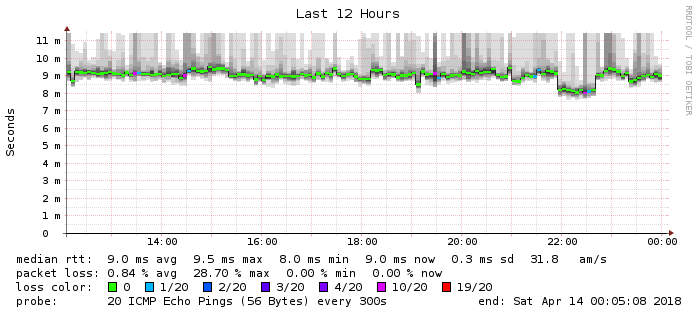 Last 12 Hours
RRDTOOL / TOBI OETIKER
Seconds
11 m
10 m
9 m
8 m
7 m
6 m
5 m
4 m
3 m
2 m
1 m
0
14:00 16:00 18:00 20:00 22:00 00:00
median rtt: 9.0 ms avg 9.5 ms max 8.0 ms min 9.0 ms now 0.3 ms sd 31.8 am/s
packet loss: 0.84 % avg 28.70 % max 0.00 % min 0.00 % now
loss color: 0 1/20 2/20 3/20 4/20 10/20 19/20
probe: 20 ICMP Echo Pings (56 Bytes) every 300s end: Sat Apr 14 00:05:08 2018